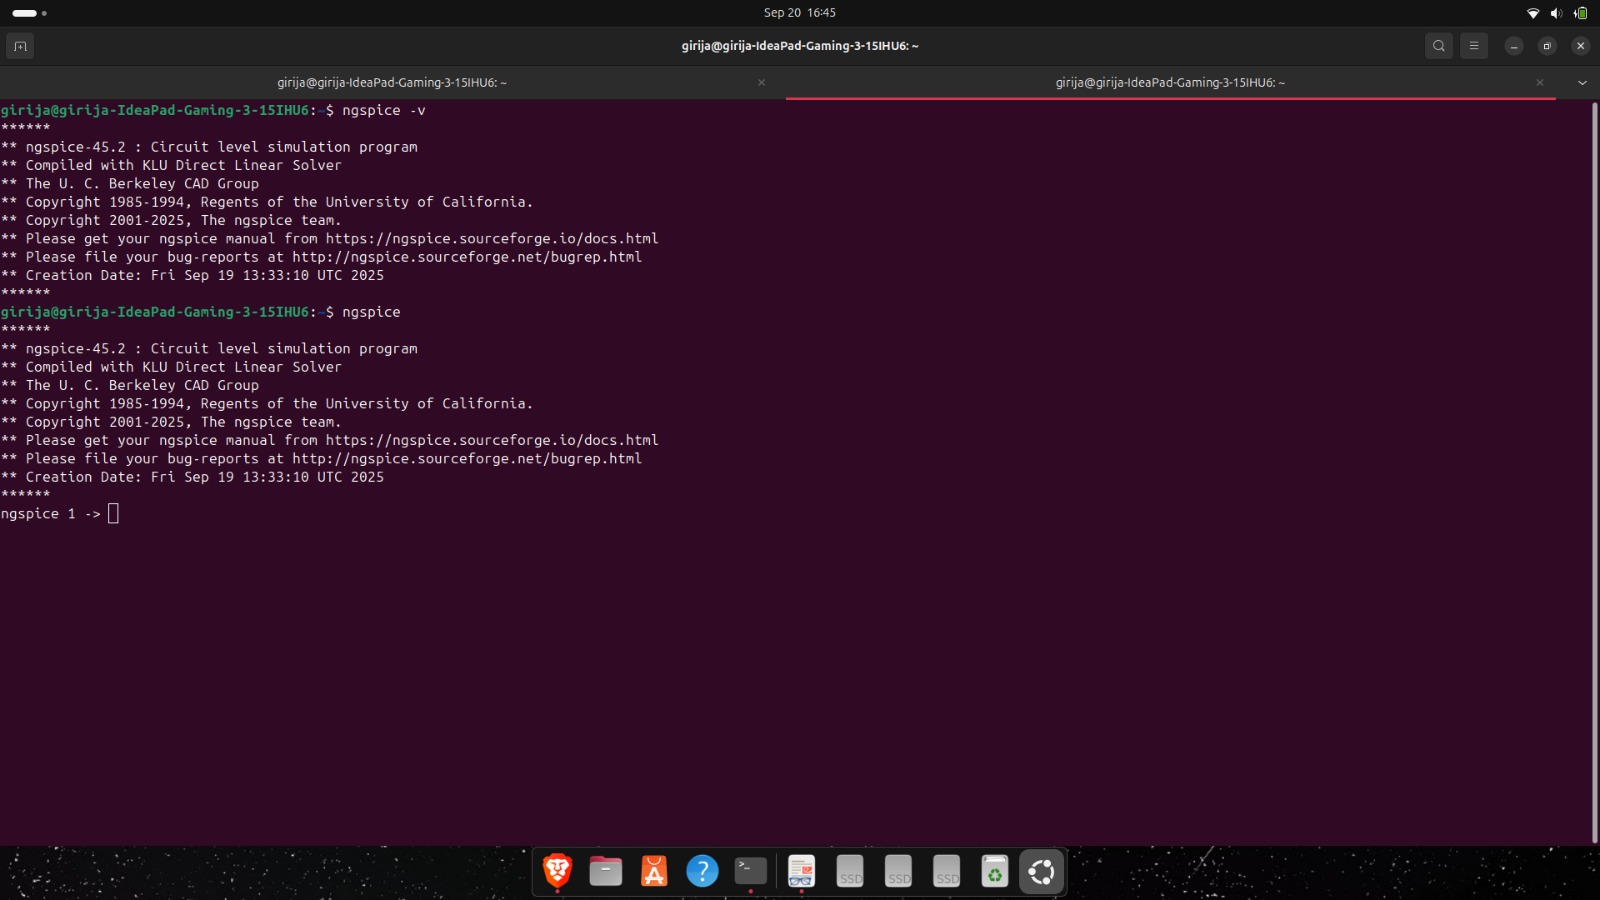 Sep 20 16:45
girija@girija-IdeaPad-Gaming-3-15IHU6: ~
girija@girija-IdeaPad-Gaming-3-15IHU6: ~
girija@girija-IdeaPad-Gaming-3-15IHU6: ~
girija@girija-IdeaPad-Gaming-3-15IHU6:~$ ngspice -v
******
** ngspice-45.2 : Circuit level simulation program
** Compiled with KLU Direct Linear Solver
** The U. C. Berkeley CAD Group
** Copyright 1985-1994, Regents of the University of California.
** Copyright 2001-2025, The ngspice team.
** Please get your ngspice manual from https://ngspice.sourceforge.io/docs.html
** Please file your bug-reports at http://ngspice.sourceforge.net/bugrep.html
** Creation Date: Fri Sep 19 13:33:10 UTC 2025
******
girija@girija-IdeaPad-Gaming-3-15IHU6:~$ ngspice
******
** ngspice-45.2 : Circuit level simulation program
** Compiled with KLU Direct Linear Solver
** The U. C. Berkeley CAD Group
** Copyright 1985-1994, Regents of the University of California.
** Copyright 2001-2025, The ngspice team.
** Please get your ngspice manual from https://ngspice.sourceforge.io/docs.html
** Please file your bug-reports at http://ngspice.sourceforge.net/bugrep.html
** Creation Date: Fri Sep 19 13:33:10 UTC 2025
******
ngspice 1 ->
SSD
SSD
SSD